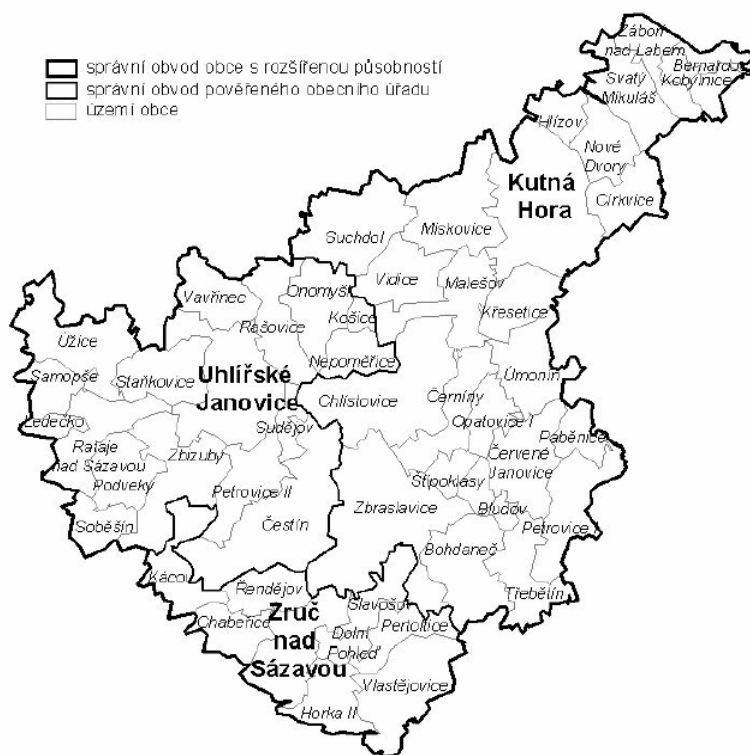 správní obvod obce s rozšířenou působností
správní obvod pověřeného obecního úřadu
území obce
Záboří
nad Labem
Bernardov
Kobylnice
Svatý
Mikuláš
Hlízov
Nové
Dvory
Církvice
Kutná
Hora
Suchdol
Miskovice
Vidice
Malešov
Křesetice
Vavřinec
Onomyšl
Rašovice
Košice
Nepoměřice
Úžice
Samopše
Staňkovice
Uhlířské
Janovice
Chlístovice
Černíny
Úmonín
Ledečko
Sudějov
Opatovice I
Paběnice
Rataje
nad Sázavou
Zbizuby
Červené
Janovice
Podveky
Petrovice II
Štipoklasy
Zbraslavice
Bludov
Petrovice I
Soběšín
Čestín
Bohdaneč
Kácov
Řendějov
Třebětín
Chabeřice
Zruč
nad
Sázavou
Slavošov
Pertoltice
Dolní
Pohleď
Vlastějovice
Horka II